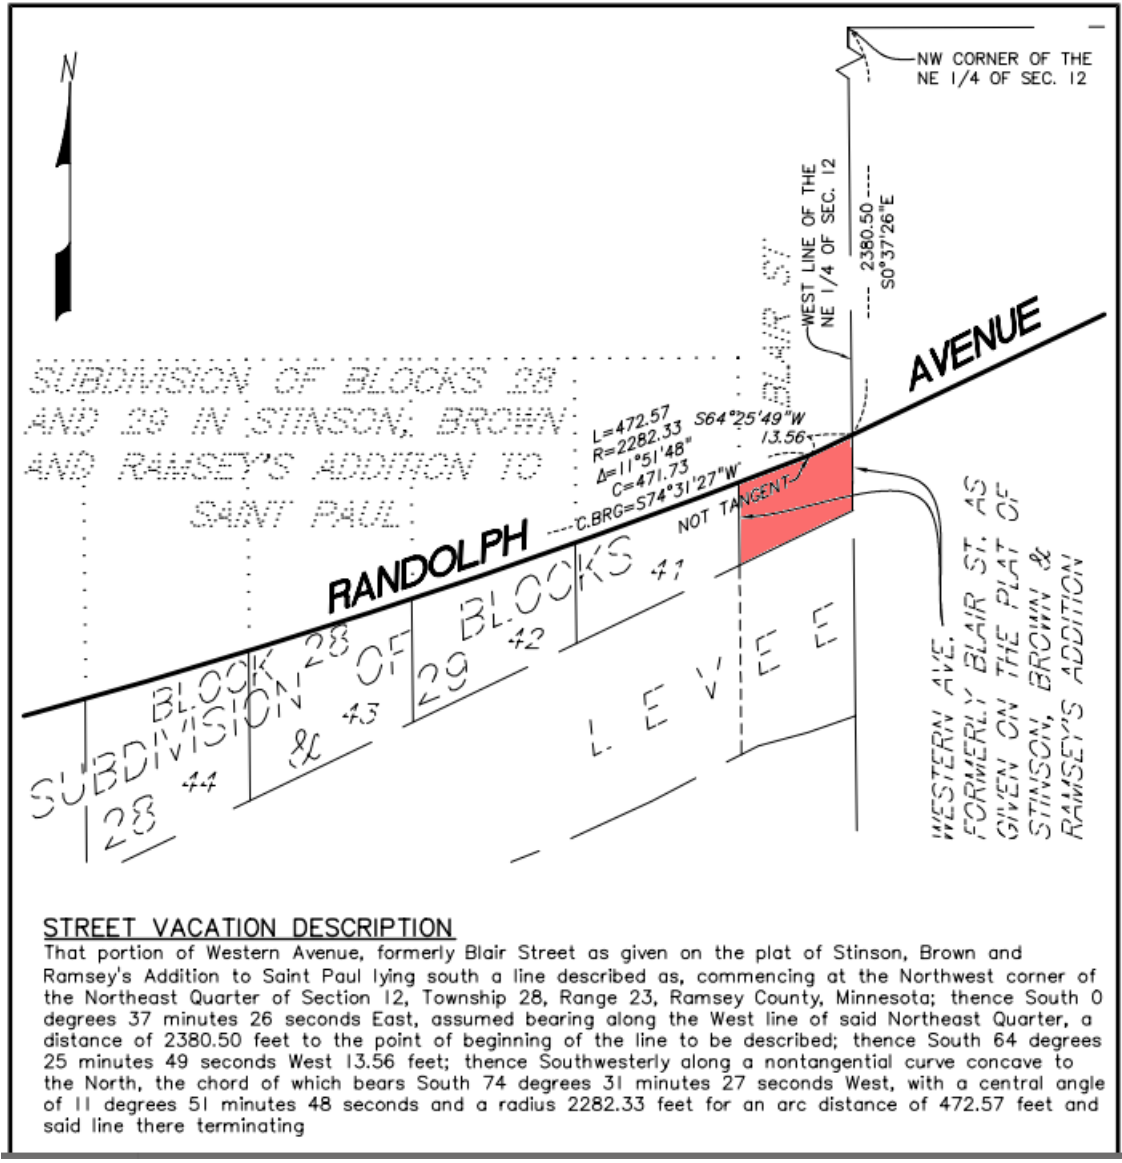 N
NW CORNER OF THE
NE 1/4 OF SEC. 12
WEST LINE OF THE
NE 1/4 OF SEC. 12
2380.50
S0°37'26"E
BLAIR ST
AVENUE
SUBDIVISION OF BLOCKS 28
AND 29 IN STINSON, BROWN
AND RAMSEY'S ADDITION TO
SAINT PAUL
L=472.57
R=2282.33
Δ=11°51'48"
C=471.73
C.BRG=S74°31'27"W
S64°25'49"W
13.56
NOT TANGENT
RANDOLPH
BLOCK 28
SUBDIVISION OF BLOCKS
28 & 29
44
43
42
41
LEVEE
WESTERN AVE.
FORMERLY BLAIR ST. AS
GIVEN ON THE PLAT OF
STINSON, BROWN &
RAMSEY'S ADDITION
STREET VACATION DESCRIPTION
That portion of Western Avenue, formerly Blair Street as given on the plat of Stinson, Brown and
Ramsey's Addition to Saint Paul lying south a line described as, commencing at the Northwest corner of
the Northeast Quarter of Section 12, Township 28, Range 23, Ramsey County, Minnesota; thence South 0
degrees 37 minutes 26 seconds East, assumed bearing along the West line of said Northeast Quarter, a
distance of 2380.50 feet to the point of beginning of the line to be described; thence South 64 degrees
25 minutes 49 seconds West 13.56 feet; thence Southwesterly along a nontangential curve concave to
the North, the chord of which bears South 74 degrees 31 minutes 27 seconds West, with a central angle
of 11 degrees 51 minutes 48 seconds and a radius 2282.33 feet for an arc distance of 472.57 feet and
said line there terminating